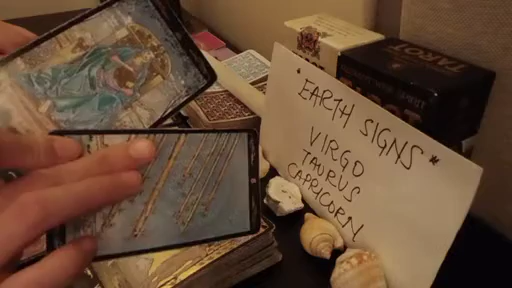 * EARTH SIGNS *
VIRGO
TAURUS
CAPRICORN
TAROT